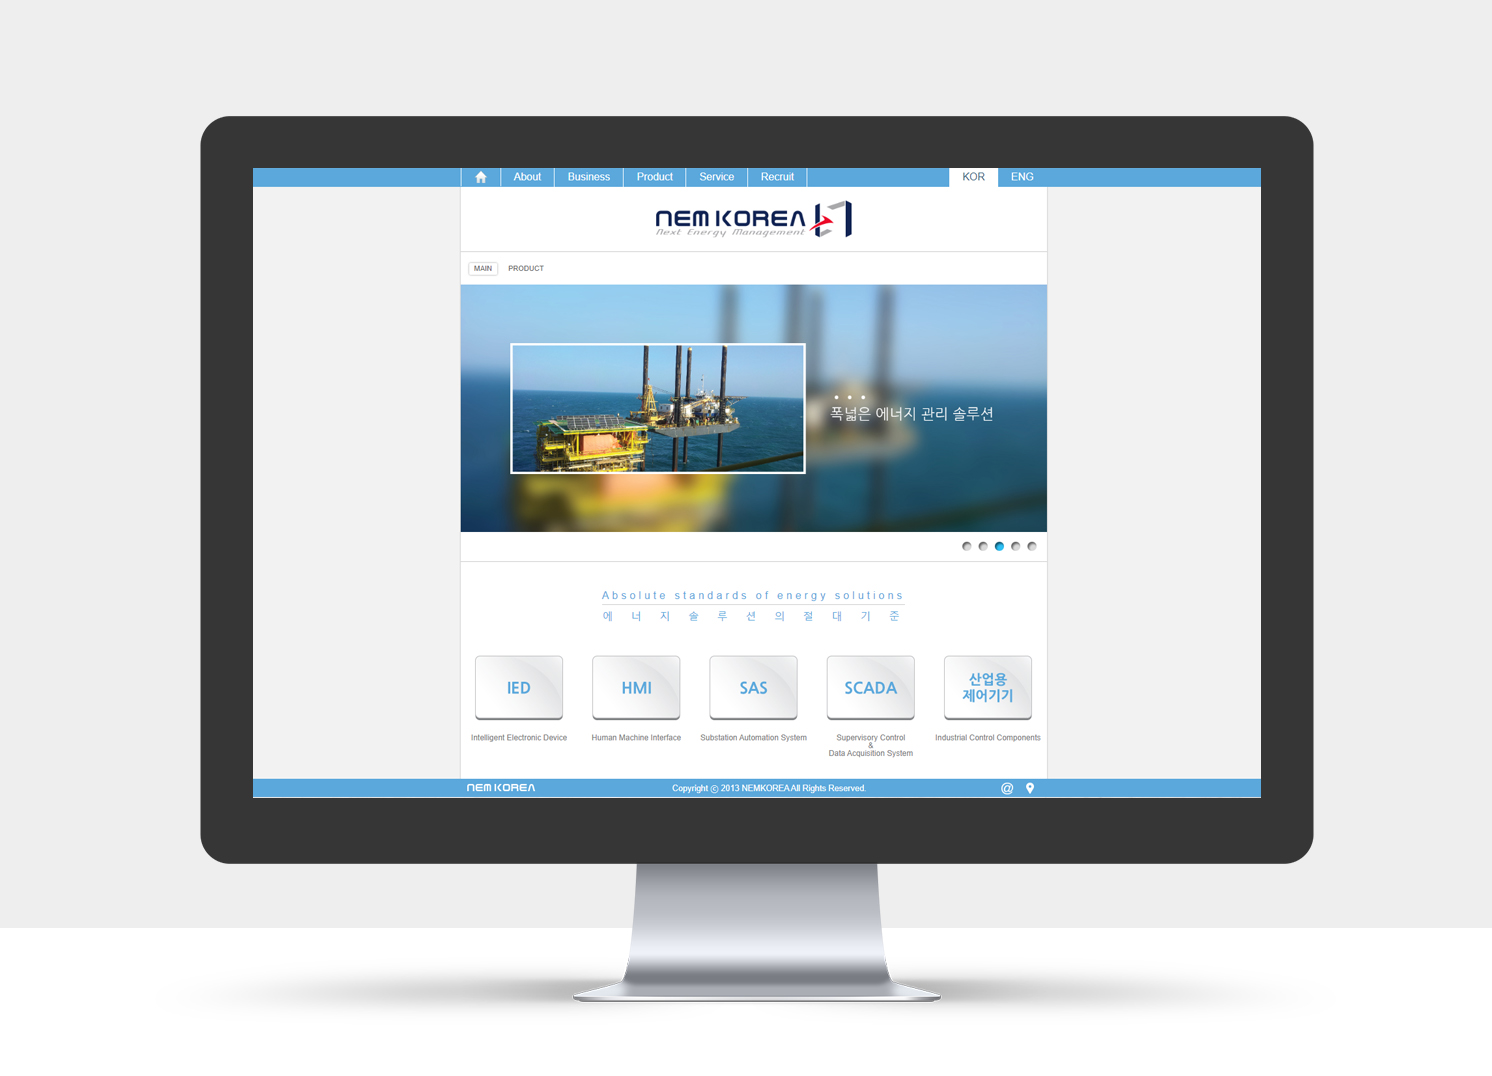 About Business Product Service Recruit KOR ENG
NEM KOREA
Next Energy Management
MAIN PRODUCT
폭넓은 에너지 관리 솔루션
Absolute standards of energy solutions
에너지솔루션의절대기준
IED HMI SAS SCADA 산업용
제어기기
Intelligent Electronic Device Human Machine Interface Substation Automation System Supervisory Control Industrial Control Components
&
Data Acquisition System
NEM KOREA Copyright ⓒ 2013 NEMKOREA All Rights Reserved. @